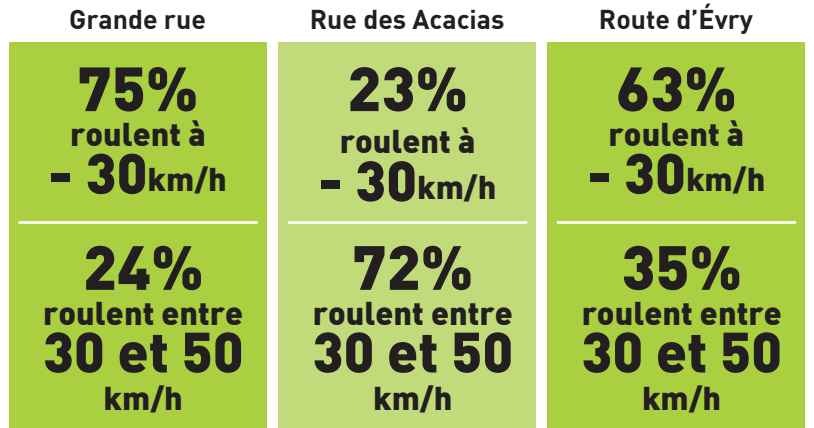 Grande rue
75%
roulent à
- 30km/h
24%
roulent entre
30 et 50
km/h
Rue des Acacias
23%
roulent à
- 30km/h
72%
roulent entre
30 et 50
km/h
Route d'Évry
63%
roulent à
- 30km/h
35%
roulent entre
30 et 50
km/h